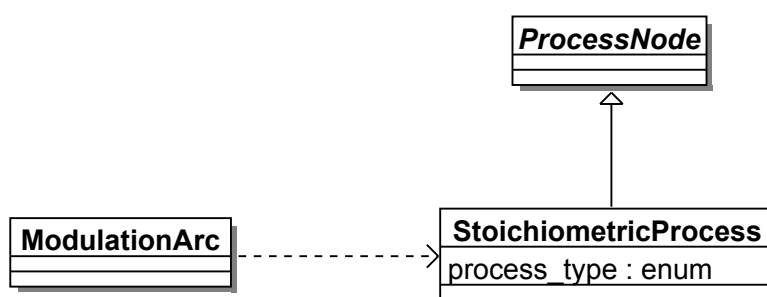 ProcessNode
ModulationArc
StoichiometricProcess
process_type : enum